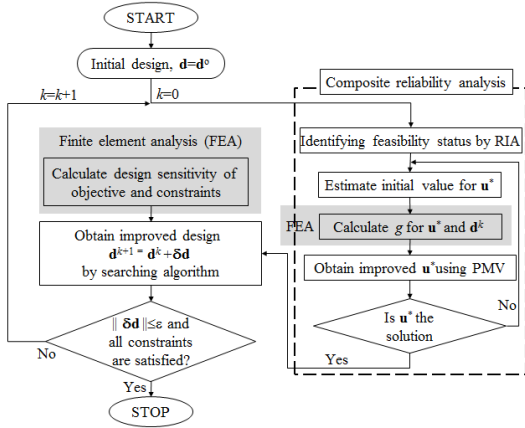 START
Initial design, d=d⁰
k=k+1
k=0
Composite reliability analysis
Identifying feasibility status by RIA
Finite element analysis (FEA)
Calculate design sensitivity of
objective and constraints
Estimate initial value for u*
FEA
Calculate g for u* and dᵏ
Obtain improved design
dᵏ⁺¹ = dᵏ+δd
by searching algorithm
Obtain improved u*using PMV
‖ δd ‖≤ε and
all constraints
are satisfied?
Is u* the
solution
No
No
Yes
Yes
STOP